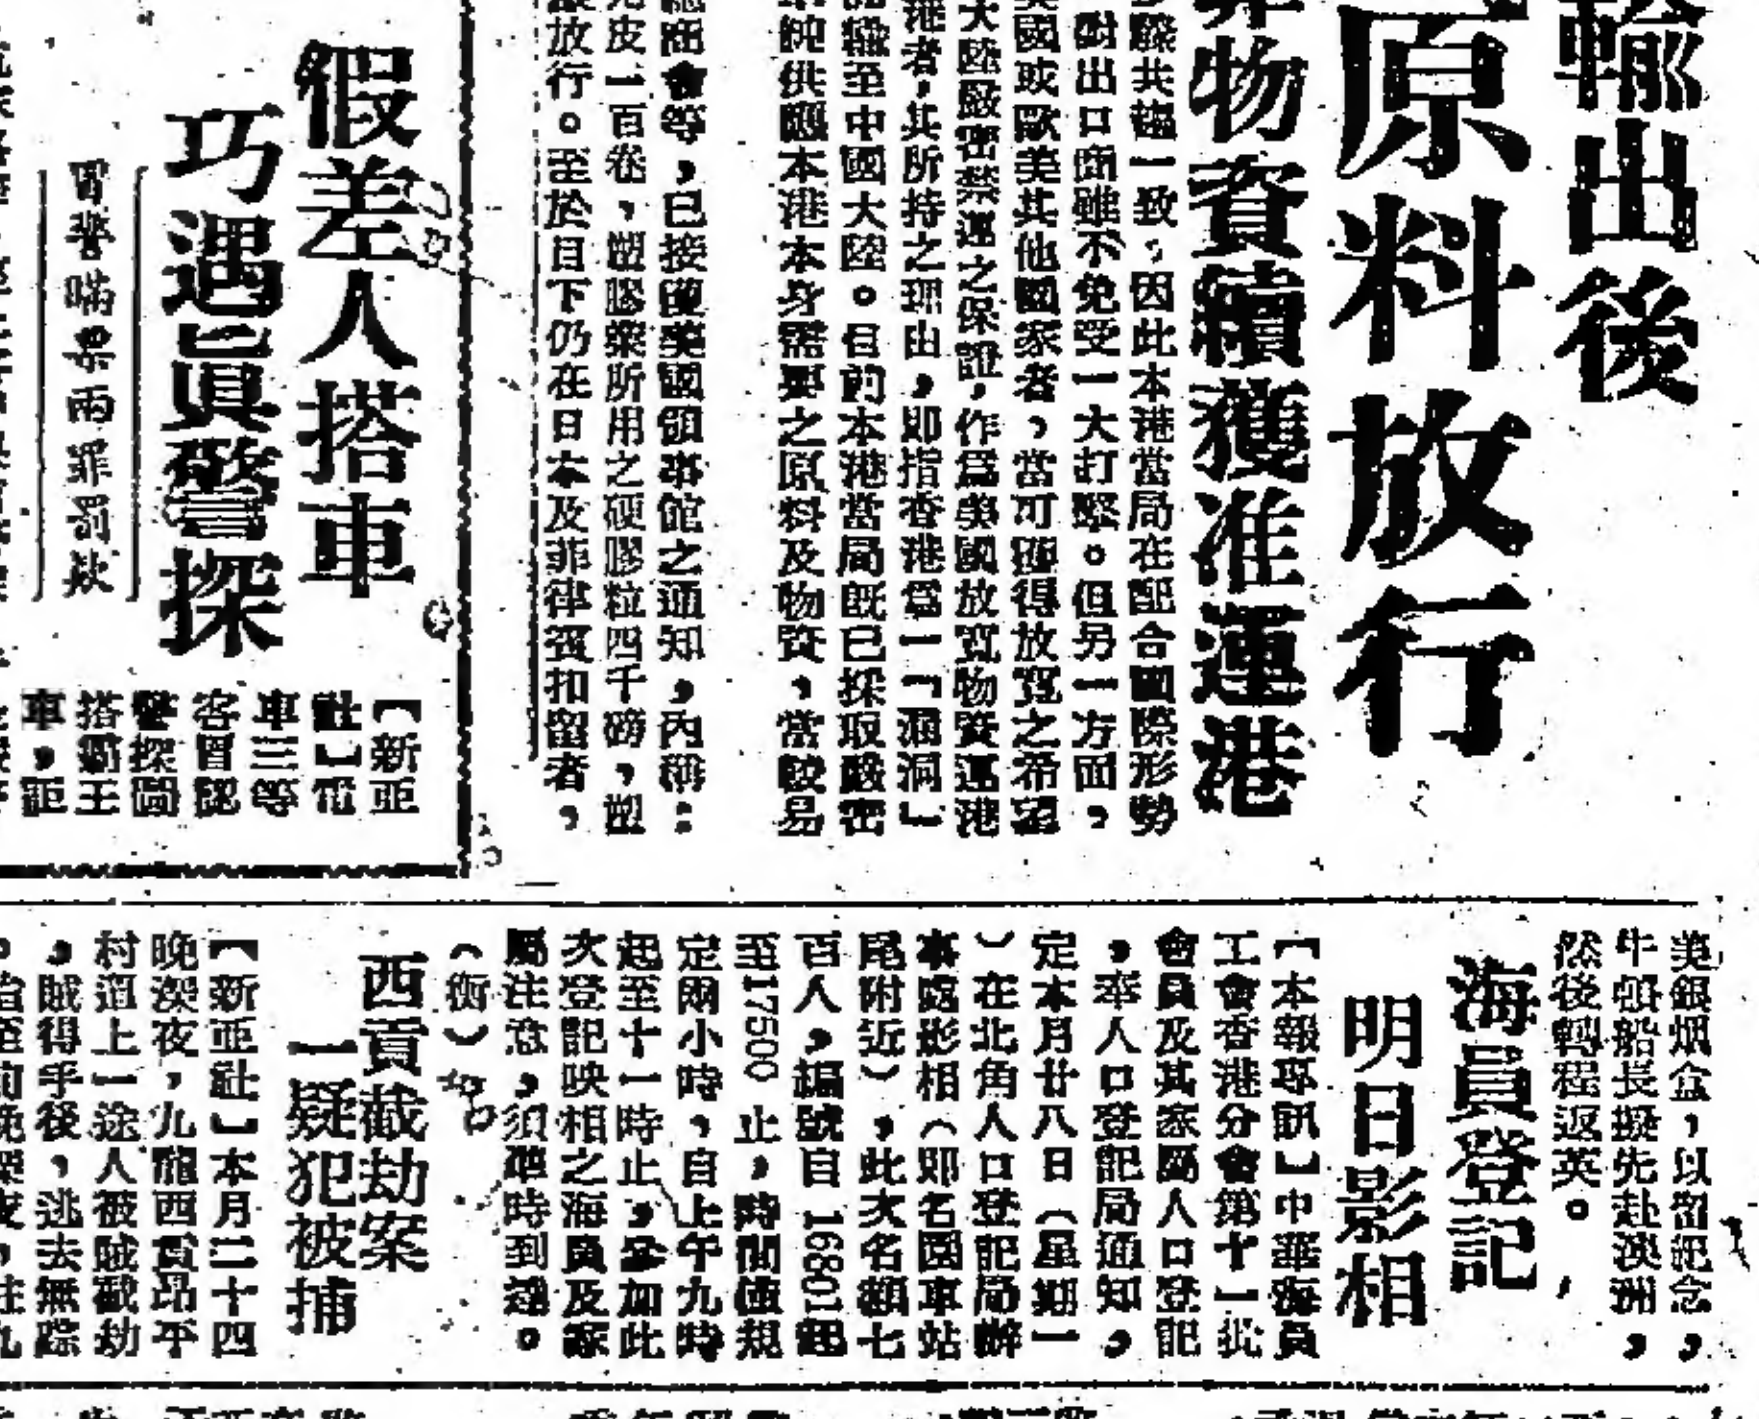 輸出後
原料放行
物資續獲准運港
共謀一致，因此本港當局在配合國際形勢
對出口商雖不免受一大打擊。但另一方面，
國或歐美其他國家者，當可獲得放寬之希望
大陸嚴密禁運之保證，作爲美國放寬物資運港
港者，其所持之理由，即指香港爲一「漏洞」
至中國大陸。目前本港當局既已採取嚴密
純供應本港本身需要之原料及物資，當較易
會等，已接獲美國領事館之通知，內稱：
皮一百卷，塑膠業所用之硬膠粒四千磅，塑
放行。至於目下仍在日本及菲律賓扣留者，
假差人搭車
巧遇眞警探
冒警瞞票兩罪罰款
【新亞
社】電
車三等
客冒認
警探圖
搭霸王
車，詎
美銀烟盒，以留記念，
牛頓船長擬先赴澳洲，
然後轉程返英。
海員登記
明日影相
【本報專訊】中華海員
工會香港分會第十一批
會員及其家屬人口登記
，奉人口登記局通知，
定本月廿八日（星期一
）在北角人口登記局辦
事處影相（即名園車站
尾附近），此次名額七
百人，編號自16801起
至17500止，時間值規
定兩小時，自上午九時
起至十一時止，參加此
次登記映相之海員及家
屬注意，須準時到達。
（衡）
西貢截劫案
一疑犯被捕
【新亞社】本月二十四
晚深夜，九龍西貢昂平
村道上一途人被賊截劫
，賊得手後，逃去無踪